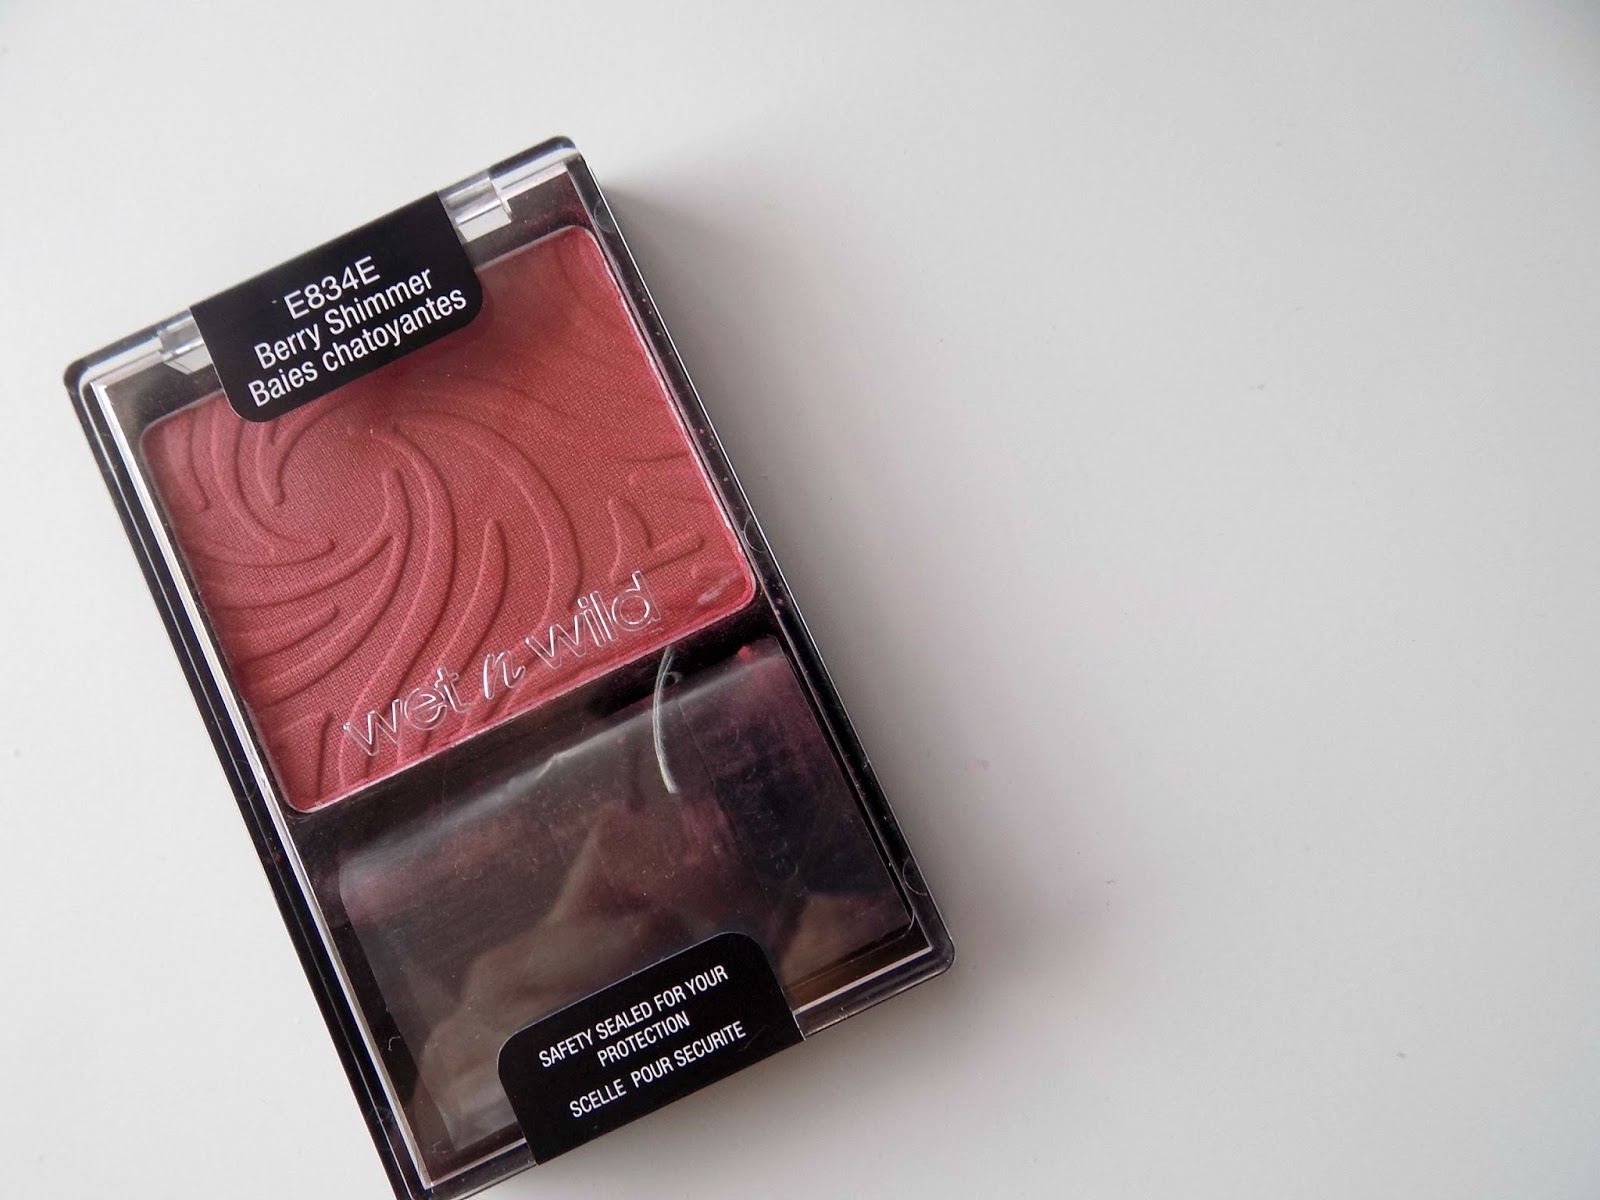 E834E
Berry Shimmer
Baies chatoyantes
wet n wild
SAFETY SEALED FOR YOUR
PROTECTION
SCELLE POUR SECURITE